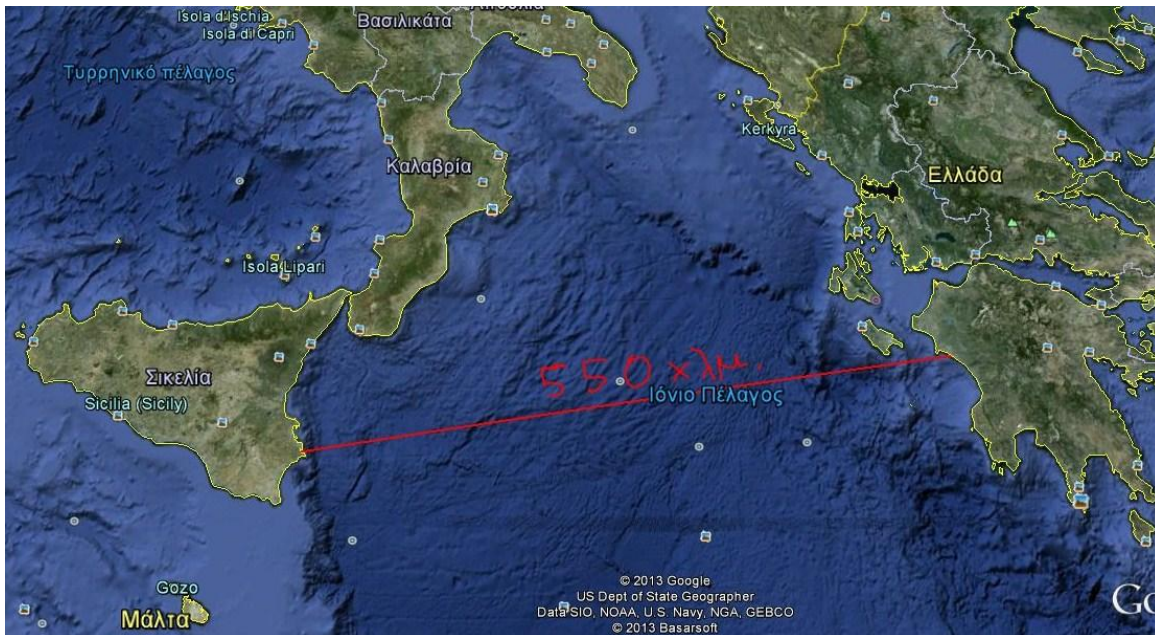 Isola d'Ischia
Isola di Capri
Βασιλικάτα
Τυρρηνικό πέλαγος
Kerkyra
Καλαβρία
Ελλάδα
Isola Lipari
Σικελία
Sicilia (Sicily)
550 χλμ.
Ιόνιο Πέλαγος
Gozo
Μάλτα
© 2013 Google
US Dept of State Geographer
Data SIO, NOAA, U.S. Navy, NGA, GEBCO
© 2013 Basarsoft
Go